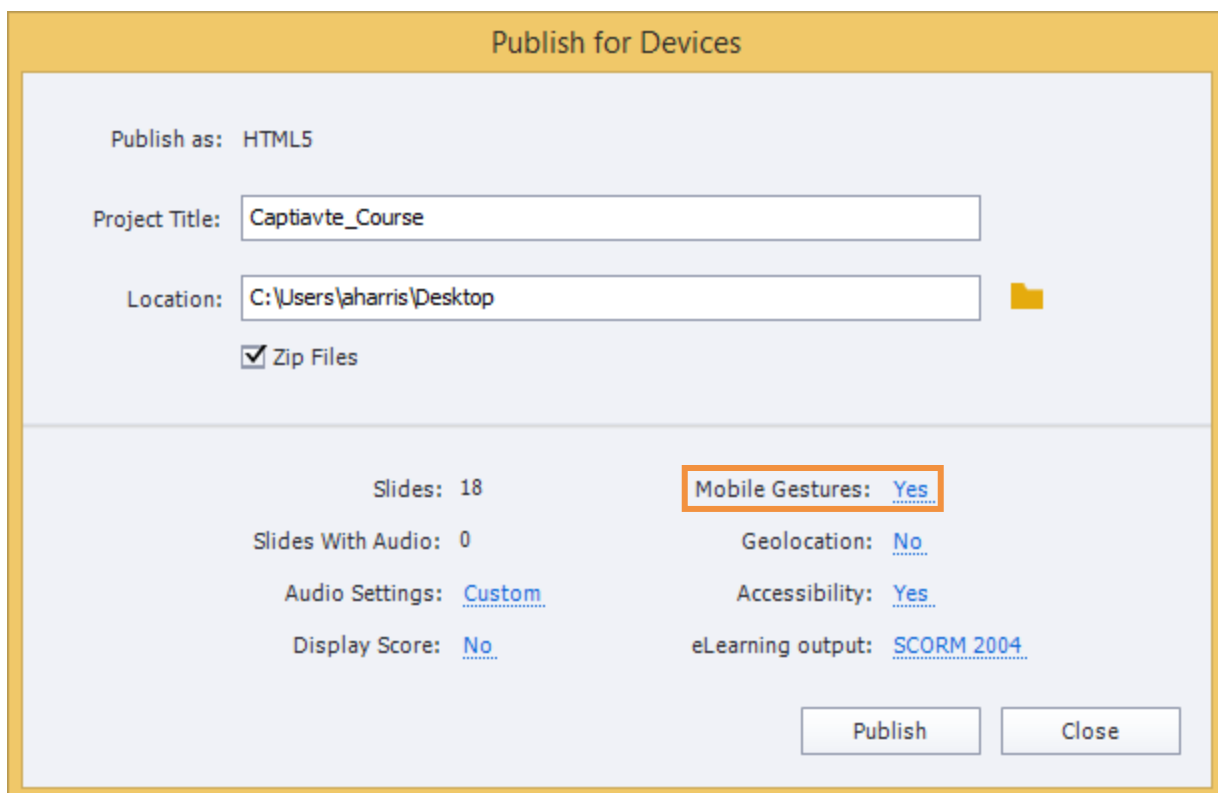 Publish for Devices
Publish as: HTML5
Project Title: Captiavte_Course
Location: C:\Users\aharris\Desktop
Zip Files
Slides: 18 Mobile Gestures: Yes
Slides With Audio: 0 Geolocation: No
Audio Settings: Custom Accessibility: Yes
Display Score: No eLearning output: SCORM 2004
Publish Close